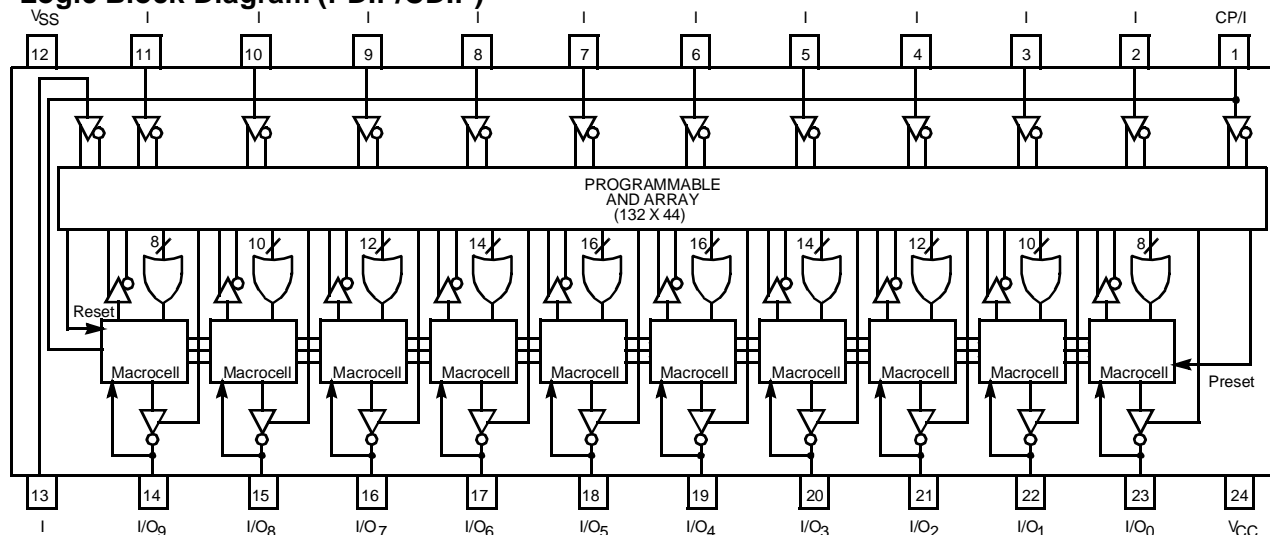 Logic Block Diagram (PDIP/CDIP)
VSS I I I I I I I I I I CP/I
12 11 10 9 8 7 6 5 4 3 2 1
PROGRAMMABLE
AND ARRAY
(132 X 44)
8 10 12 14 16 16 14 12 10 8
Reset
Macrocell Macrocell Macrocell Macrocell Macrocell Macrocell Macrocell Macrocell Macrocell Macrocell
Preset
13 14 15 16 17 18 19 20 21 22 23 24
I I/O9 I/O8 I/O7 I/O6 I/O5 I/O4 I/O3 I/O2 I/O1 I/O0 VCC